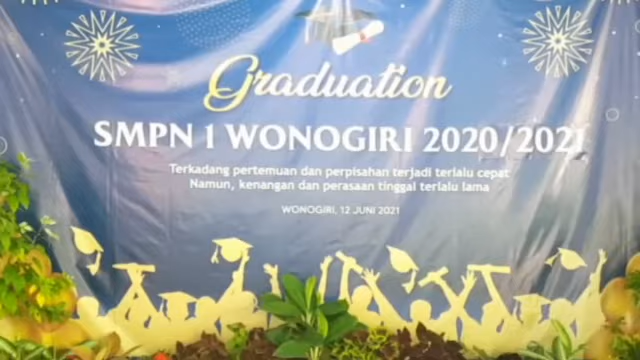 Graduation
SMPN 1 WONOGIRI 2020/2021
Terkadang pertemuan dan perpisahan terjadi terlalu cepat
Namun, kenangan dan perasaan tinggal terlalu lama
WONOGIRI, 12 JUNI 2021